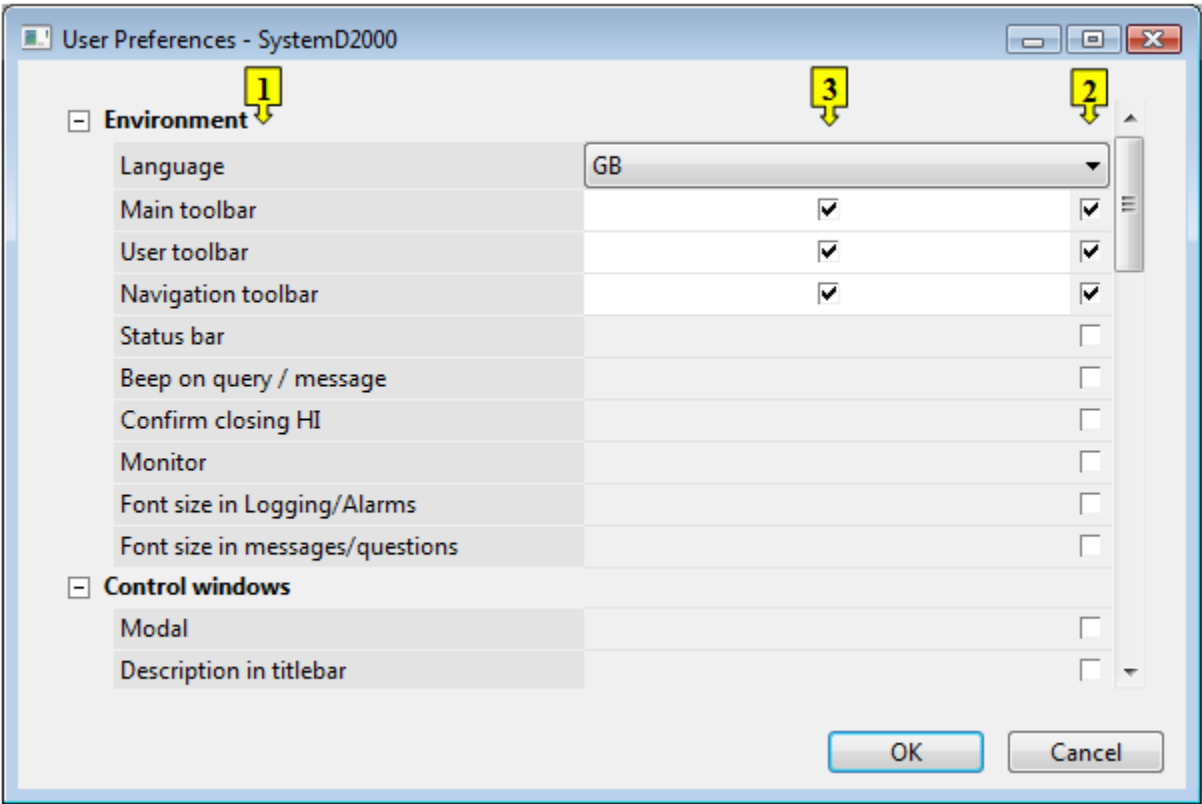 User Preferences - SystemD2000
1 3 2
Environment
Language GB
Main toolbar
User toolbar
Navigation toolbar
Status bar
Beep on query / message
Confirm closing HI
Monitor
Font size in Logging/Alarms
Font size in messages/questions
Control windows
Modal
Description in titlebar
OK Cancel